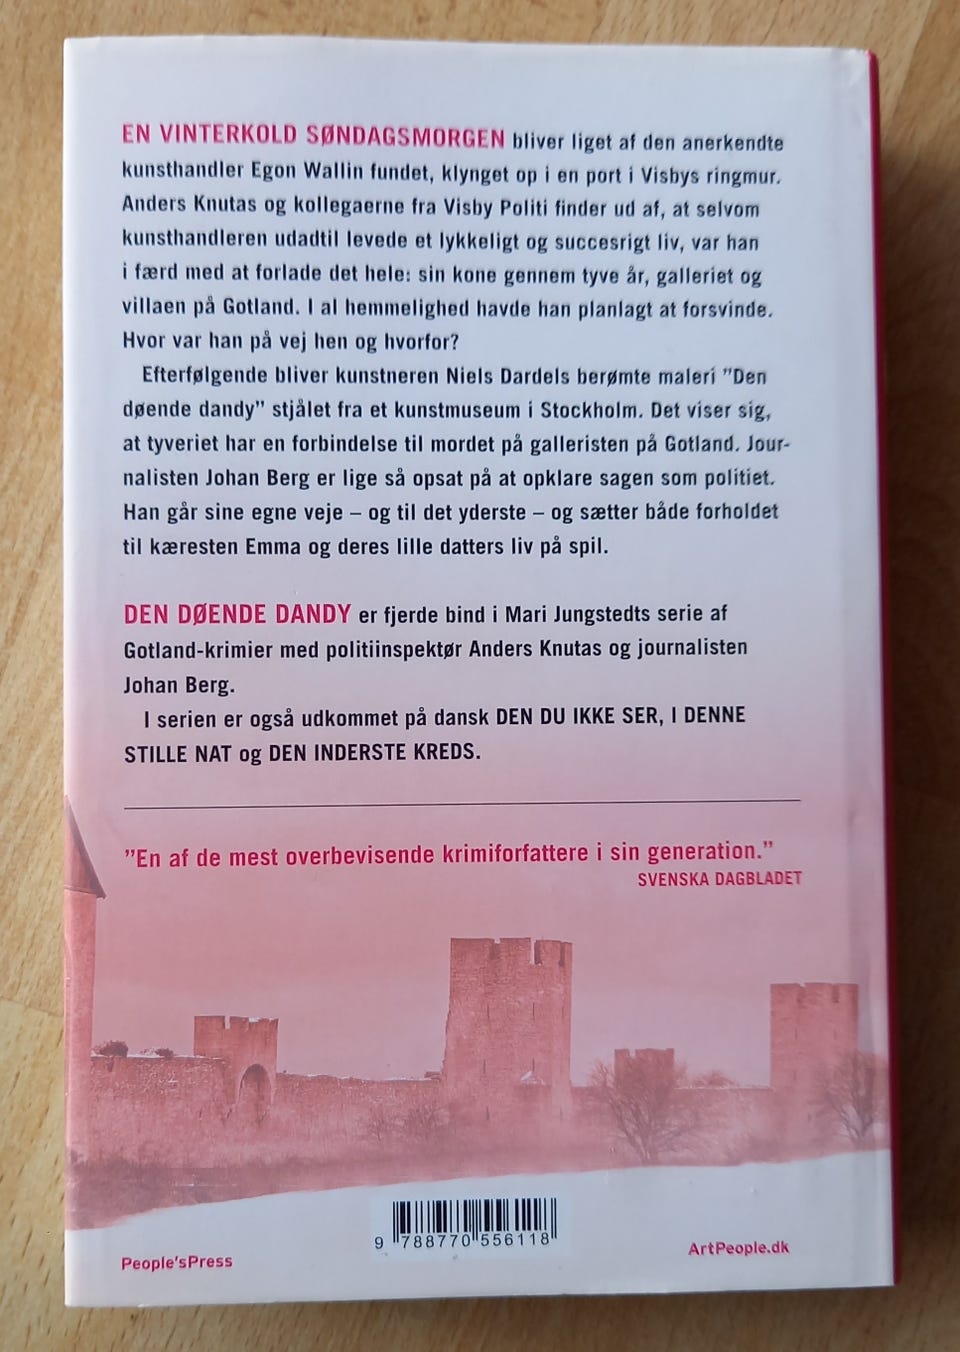 EN VINTERKOLD SØNDAGSMORGEN bliver liget af den anerkendte
kunsthandler Egon Wallin fundet, klynget op i en port i Visbys ringmur.
Anders Knutas og kollegaerne fra Visby Politi finder ud af, at selvom
kunsthandleren udadtil levede et lykkeligt og succesrigt liv, var han
i færd med at forlade det hele: sin kone gennem tyve år, galleriet og
villaen på Gotland. I al hemmelighed havde han planlagt at forsvinde.
Hvor var han på vej hen og hvorfor?
Efterfølgende bliver kunstneren Niels Dardels berømte maleri ”Den
døende dandy” stjålet fra et kunstmuseum i Stockholm. Det viser sig,
at tyveriet har en forbindelse til mordet på galleristen på Gotland. Jour-
nalisten Johan Berg er lige så opsat på at opklare sagen som politiet.
Han går sine egne veje – og til det yderste – og sætter både forholdet
til kæresten Emma og deres lille datters liv på spil.
DEN DØENDE DANDY er fjerde bind i Mari Jungstedts serie af
Gotland-krimier med politiinspektør Anders Knutas og journalisten
Johan Berg.
I serien er også udkommet på dansk DEN DU IKKE SER, I DENNE
STILLE NAT og DEN INDERSTE KREDS.
”En af de mest overbevisende krimiforfattere i sin generation.”
SVENSKA DAGBLADET
9 788770 556118
People'sPress
ArtPeople.dk